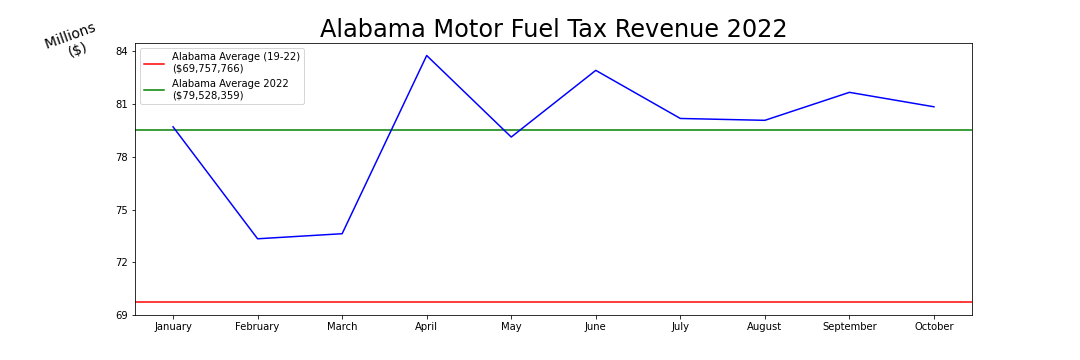 Alabama Motor Fuel Tax Revenue 2022
Millions
($)
Alabama Average (19-22)
($69,757,766)
Alabama Average 2022
($79,528,359)
84
81
78
75
72
69
January February March April May June July August September October